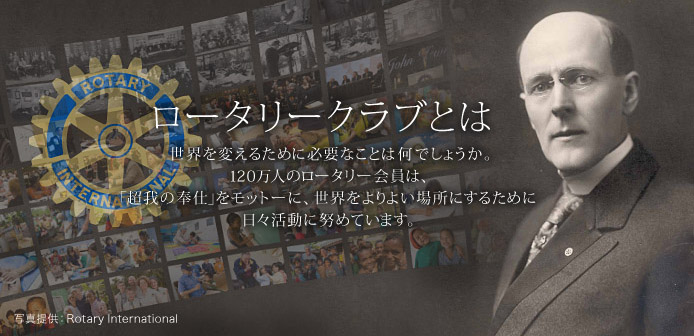 ROTARY
INTERNATIONAL
ロータリークラブとは
世界を変えるために必要なことは何でしょうか。
120万人のロータリー会員は、
「超我の奉仕」をモットーに、世界をよりよい場所にするために
日々活動に努めています。
写真提供：Rotary International